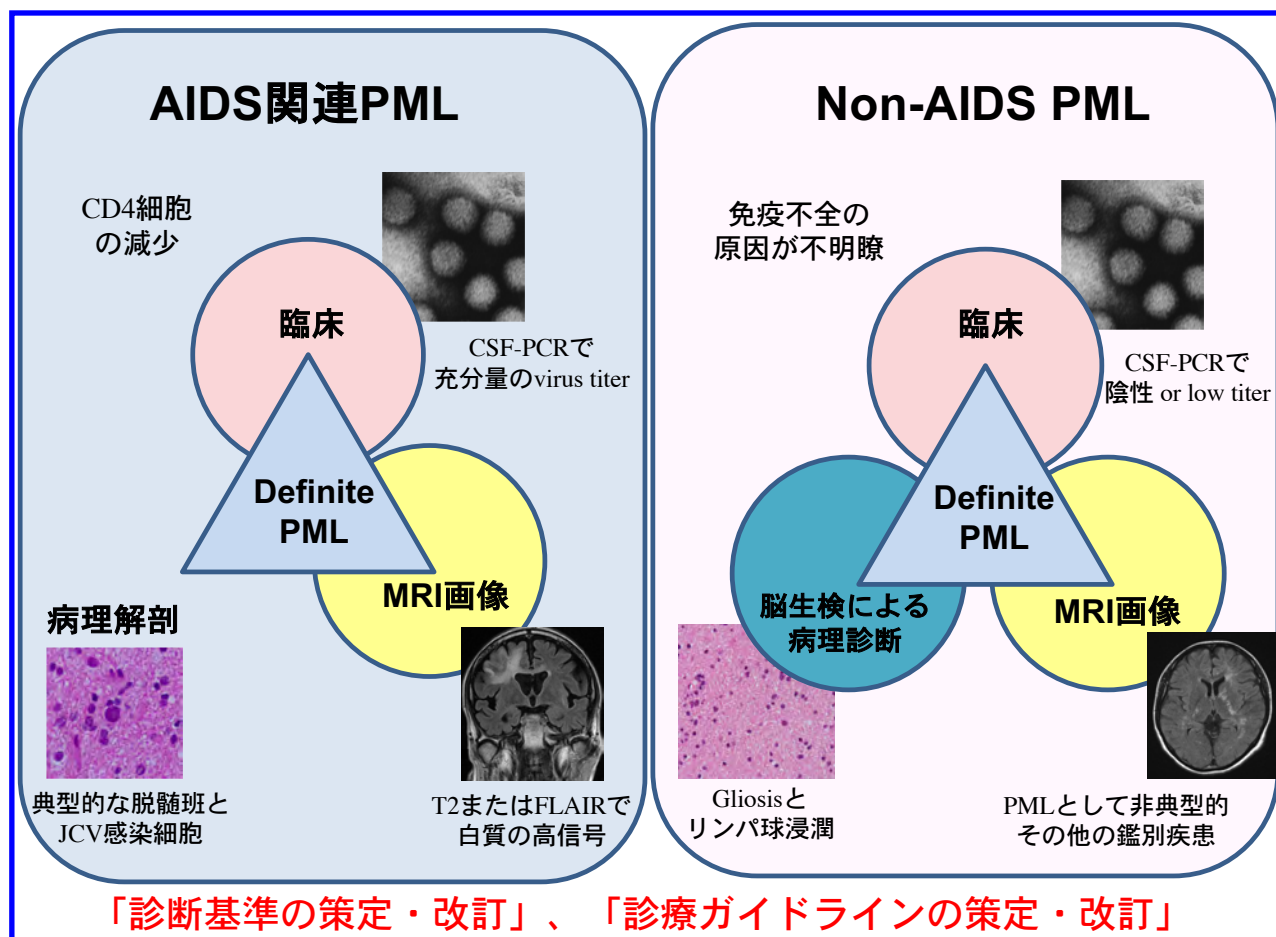 AIDS関連PML
CD4細胞
の減少
臨床
CSF-PCRで
充分量のvirus titer
Definite
PML
MRI画像
病理解剖
典型的な脱髄班と
JCV感染細胞
T2またはFLAIRで
白質の高信号
Non-AIDS PML
免疫不全の
原因が不明瞭
臨床
CSF-PCRで
陰性 or low titer
Definite
PML
脳生検による
病理診断
MRI画像
Gliosisと
リンパ球浸潤
PMLとして非典型的
その他の鑑別疾患
「診断基準の策定・改訂」、「診療ガイドラインの策定・改訂」